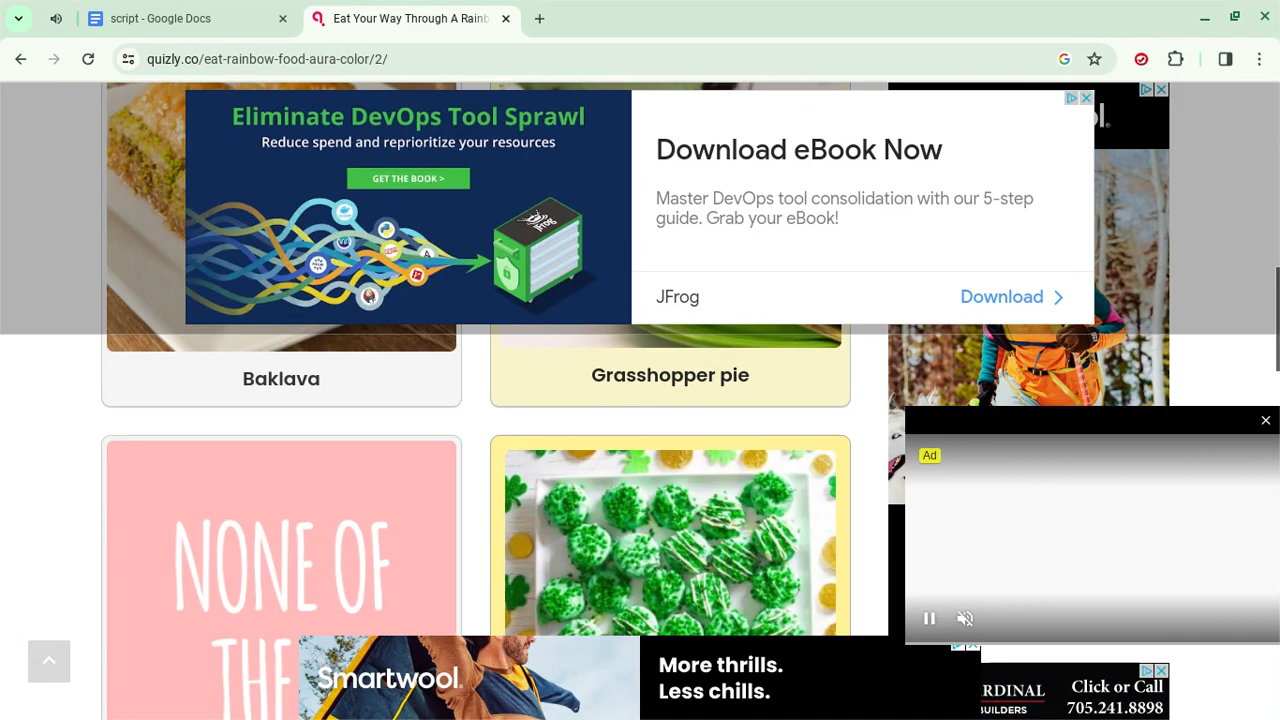 script - Google Docs
Eat Your Way Through A Rainb
quizly.co/eat-rainbow-food-aura-color/2/
Eliminate DevOps Tool Sprawl
Reduce spend and reprioritize your resources
GET THE BOOK >
JFROG
Download eBook Now
Master DevOps tool consolidation with our 5-step
guide. Grab your eBook!
JFrog
Download
Baklava
Grasshopper pie
Ad
NONE OF
THE
Smartwool
More thrills.
Less chills.
RDINAL
BUILDERS
Click or Call
705.241.8898